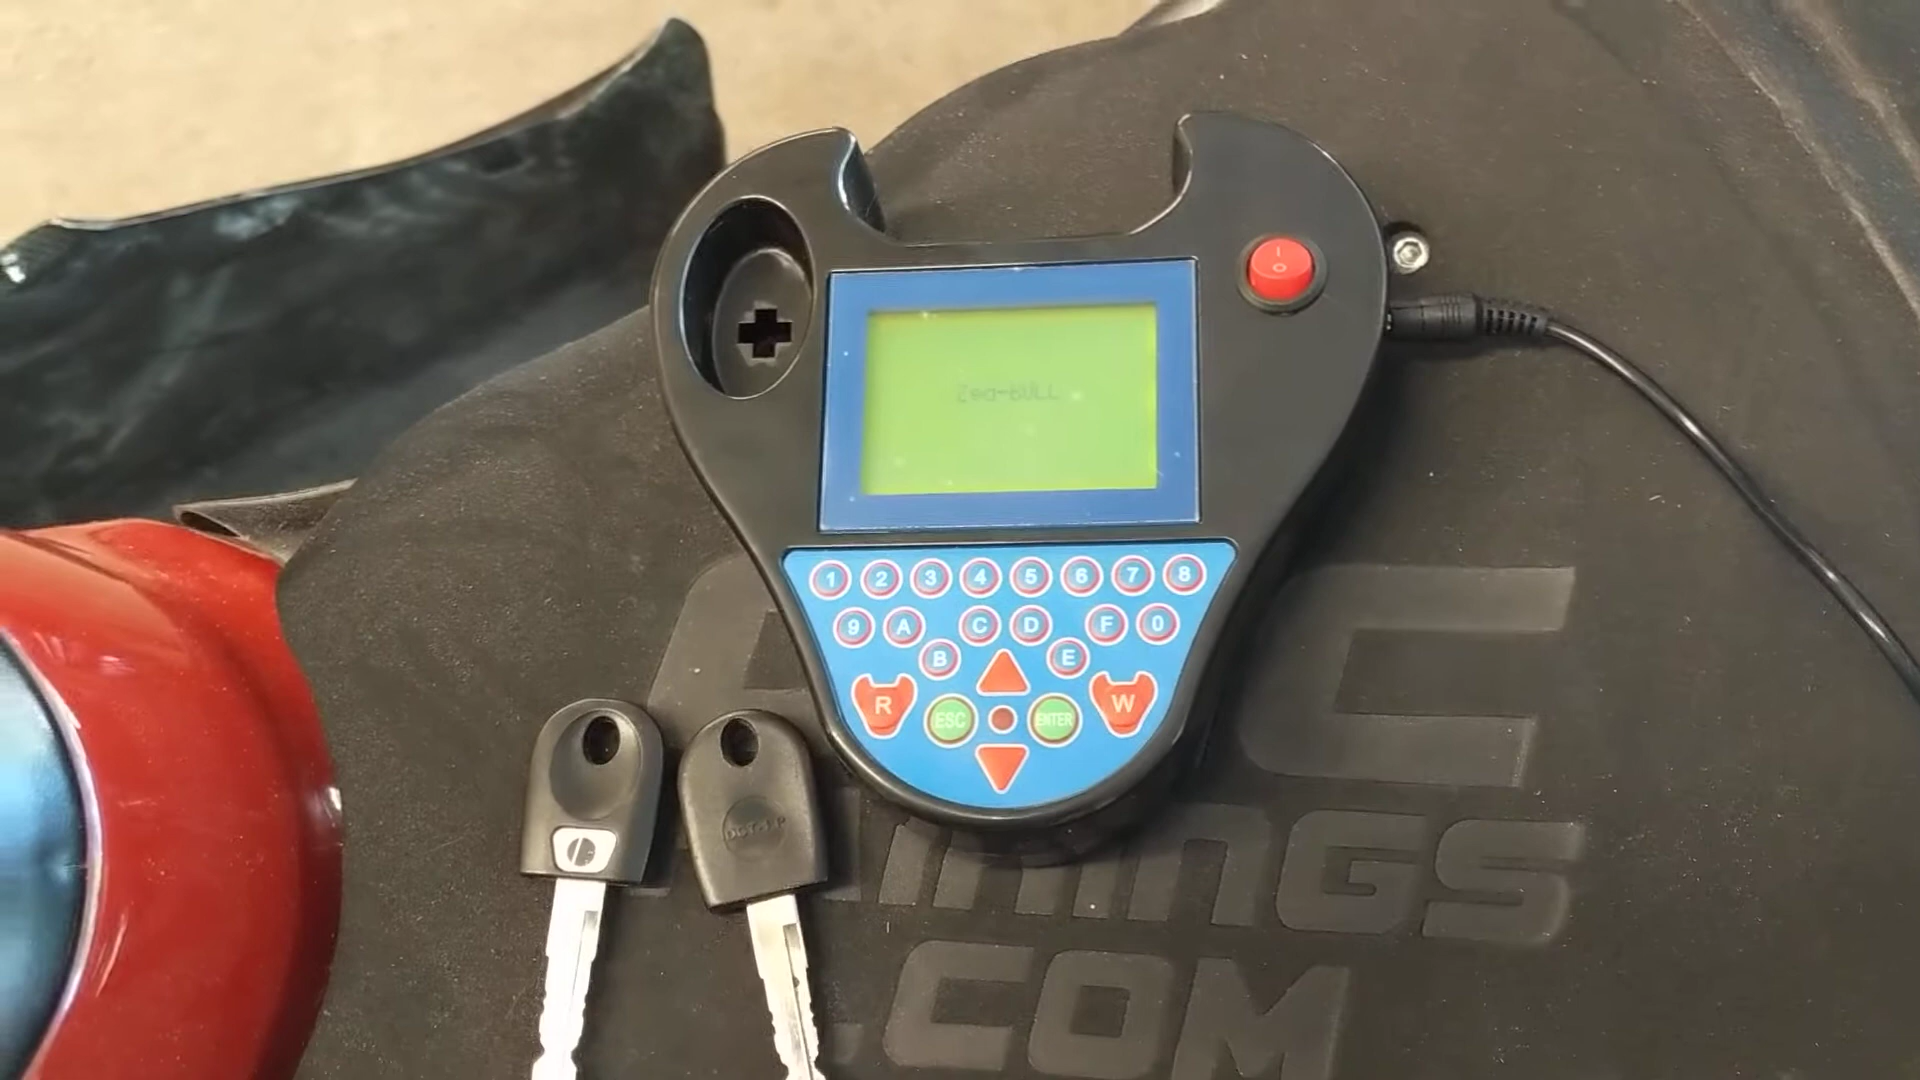 Zed-BULL
I
O
1 2 3 4 5 6 7 8
9 A C D F 0
B E
R ESC ENTER W
INGS
.COM